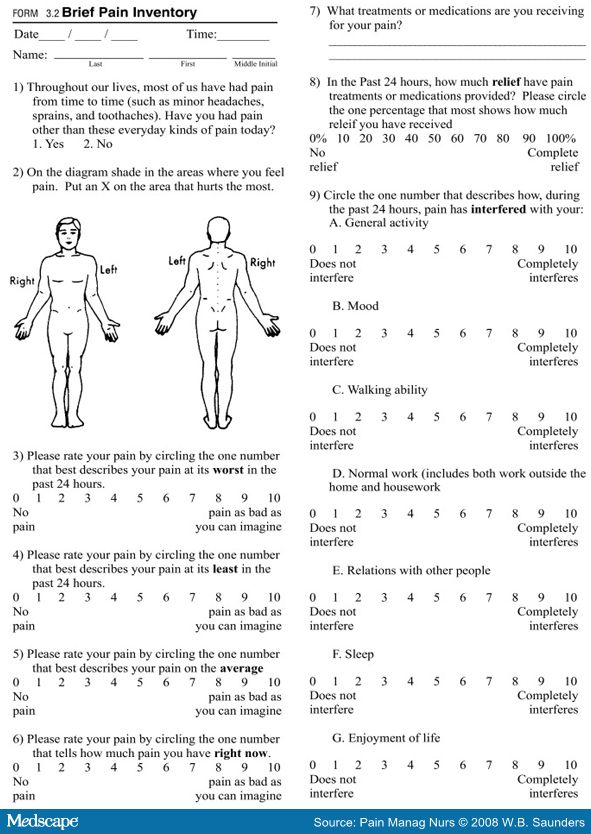 FORM 3.2 Brief Pain Inventory
Date____ / ____ / ____ Time:_________
Name: _______________ _____________ _______
Last First Middle Initial
1) Throughout our lives, most of us have had pain
from time to time (such as minor headaches,
sprains, and toothaches). Have you had pain
other than these everyday kinds of pain today?
1. Yes 2. No
2) On the diagram shade in the areas where you feel
pain. Put an X on the area that hurts the most.
Right Left Left Right
3) Please rate your pain by circling the one number
that best describes your pain at its worst in the
past 24 hours.
0 1 2 3 4 5 6 7 8 9 10
No pain as bad as
pain you can imagine
4) Please rate your pain by circling the one number
that best describes your pain at its least in the
past 24 hours.
0 1 2 3 4 5 6 7 8 9 10
No pain as bad as
pain you can imagine
5) Please rate your pain by circling the one number
that best describes your pain on the average
0 1 2 3 4 5 6 7 8 9 10
No pain as bad as
pain you can imagine
6) Please rate your pain by circling the one number
that tells how much pain you have right now.
0 1 2 3 4 5 6 7 8 9 10
No pain as bad as
pain you can imagine
7) What treatments or medications are you receiving
for your pain?
8) In the Past 24 hours, how much relief have pain
treatments or medications provided? Please circle
the one percentage that most shows how much
releif you have received
0% 10 20 30 40 50 60 70 80 90 100%
No Complete
relief relief
9) Circle the one number that describes how, during
the past 24 hours, pain has interfered with your:
A. General activity
0 1 2 3 4 5 6 7 8 9 10
Does not Completely
interfere interferes
B. Mood
0 1 2 3 4 5 6 7 8 9 10
Does not Completely
interfere interferes
C. Walking ability
0 1 2 3 4 5 6 7 8 9 10
Does not Completely
interfere interferes
D. Normal work (includes both work outside the
home and housework
0 1 2 3 4 5 6 7 8 9 10
Does not Completely
interfere interferes
E. Relations with other people
0 1 2 3 4 5 6 7 8 9 10
Does not Completely
interfere interferes
F. Sleep
0 1 2 3 4 5 6 7 8 9 10
Does not Completely
interfere interferes
G. Enjoyment of life
0 1 2 3 4 5 6 7 8 9 10
Does not Completely
interfere interferes
Medscape Source: Pain Manag Nurs © 2008 W.B. Saunders